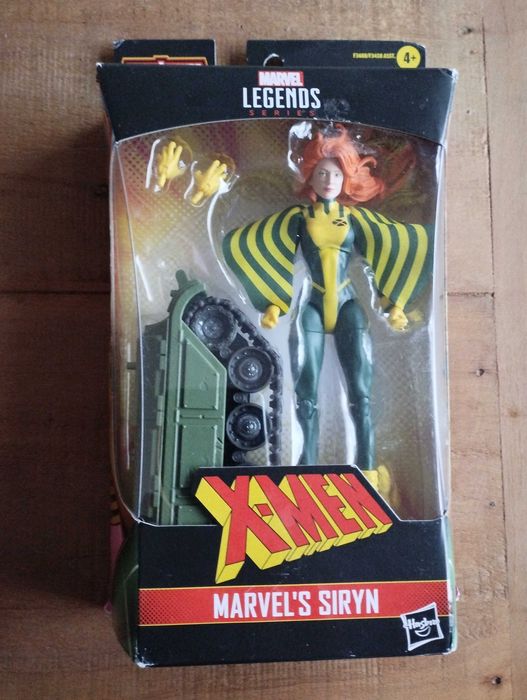 4+
MARVEL
LEGENDS
SERIES
X-MEN
MARVEL'S SIRYN
Hasbro